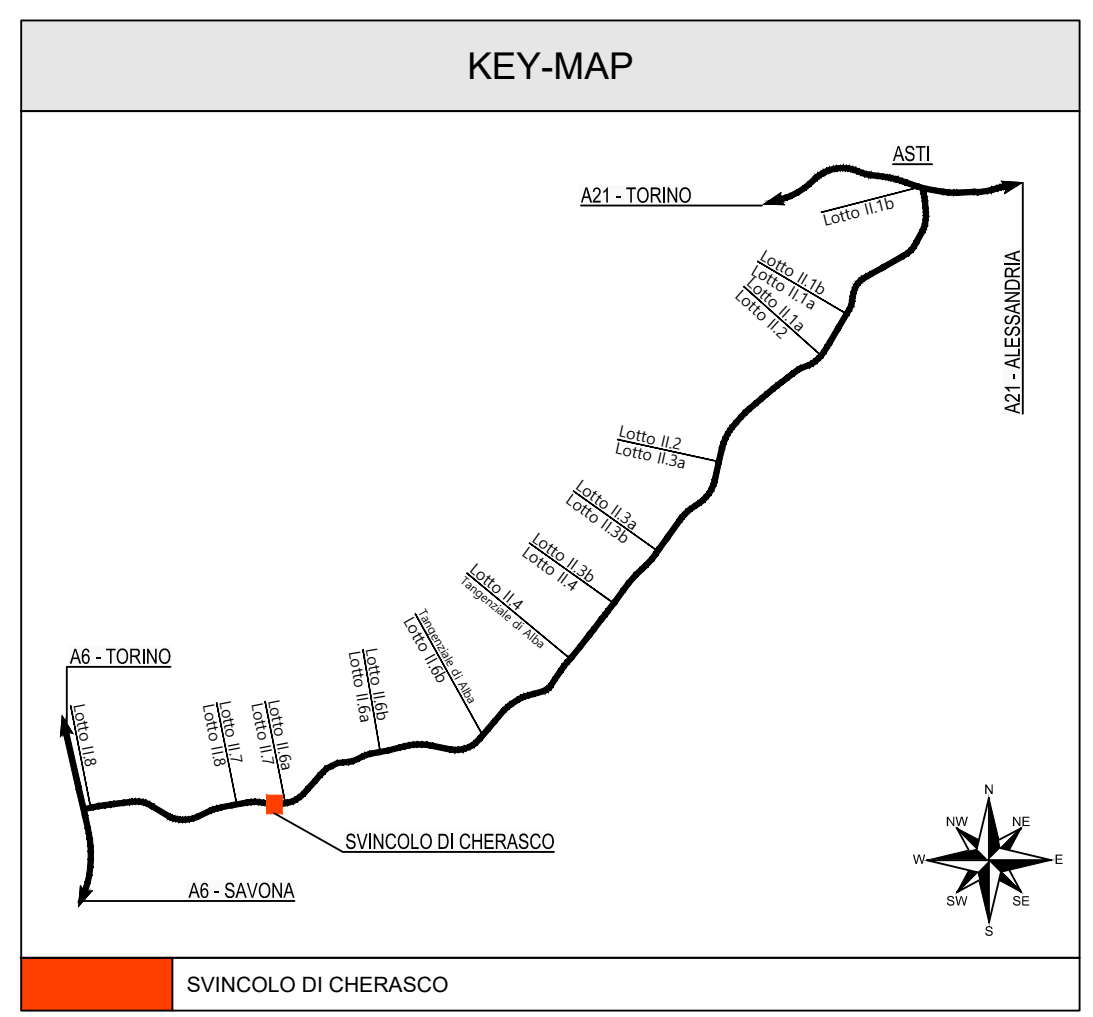 KEY-MAP
ASTI
A21 - TORINO
Lotto II.1b
A21 - ALESSANDRIA
Lotto II.1b
Lotto II.1a
Lotto II.1a
Lotto II.2
Lotto II.2
Lotto II.3a
Lotto II.3a
Lotto II.3b
Lotto II.3b
Lotto II.4
Lotto II.4
Tangenziale di Alba
Tangenziale di Alba
Lotto II.6b
Lotto II.6b
Lotto II.6a
A6 - TORINO
Lotto II.8
Lotto II.7
Lotto II.8
Lotto II.6a
Lotto II.7
SVINCOLO DI CHERASCO
A6 - SAVONA
N
NW
NE
W
E
SW
SE
S
SVINCOLO DI CHERASCO